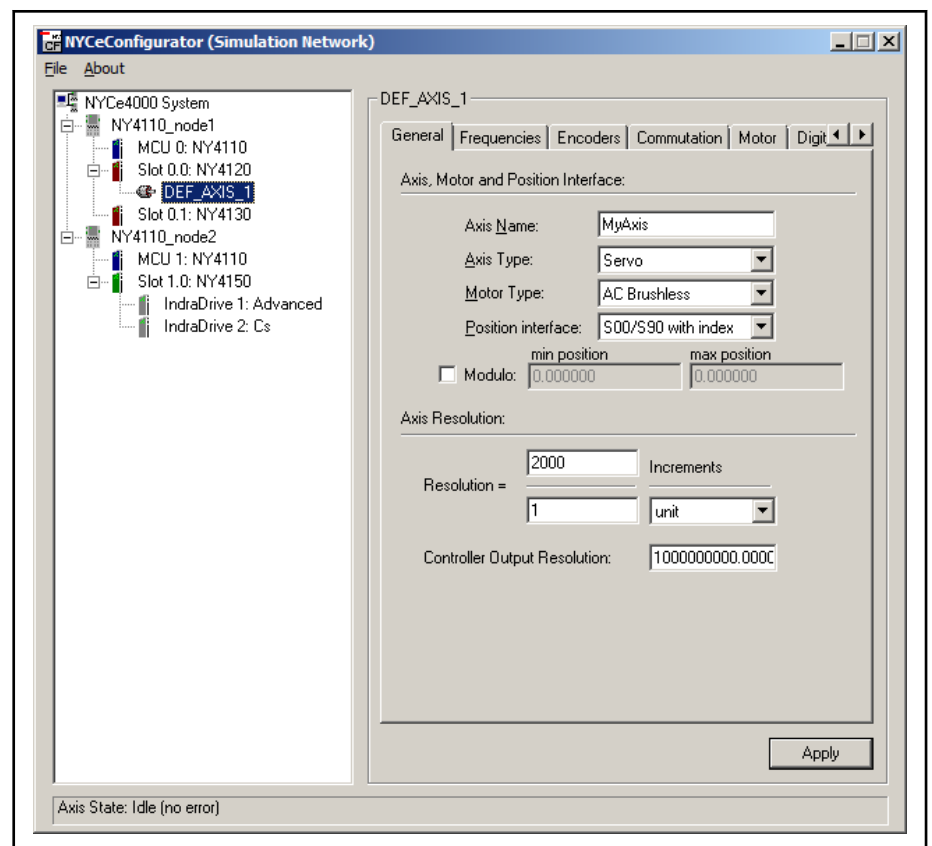 NYCeConfigurator (Simulation Network)
File About
NYCe4000 System
NY4110_node1
MCU 0: NY4110
Slot 0.0: NY4120
DEF_AXIS_1
Slot 0.1: NY4130
NY4110_node2
MCU 1: NY4110
Slot 1.0: NY4150
IndraDrive 1: Advanced
IndraDrive 2: Cs
DEF_AXIS_1
General Frequencies Encoders Commutation Motor Digit
Axis, Motor and Position Interface:
Axis Name: MyAxis
Axis Type: Servo
Motor Type: AC Brushless
Position interface: S00/S90 with index
min position max position
Modulo: 0.000000 0.000000
Axis Resolution:
2000 Increments
Resolution =
1 unit
Controller Output Resolution: 1000000000.000
Apply
Axis State: Idle (no error)